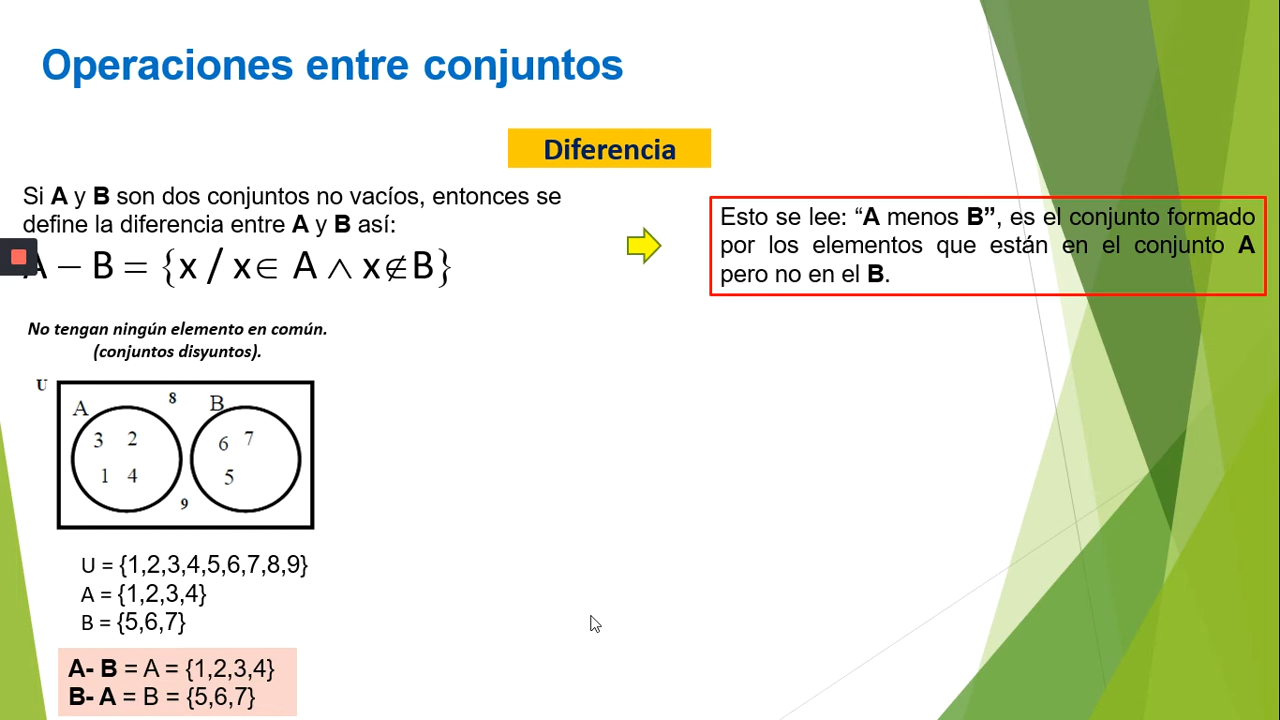 Operaciones entre conjuntos
Diferencia
Si A y B son dos conjuntos no vacíos, entonces se
define la diferencia entre A y B así:
A − B = {x / x∈ A ∧ x∉B}
Esto se lee: “A menos B”, es el conjunto formado
por los elementos que están en el conjunto A
pero no en el B.
No tengan ningún elemento en común.
(conjuntos disyuntos).
U
A 8 B
3 2 6 7
1 4 5
9
U = {1,2,3,4,5,6,7,8,9}
A = {1,2,3,4}
B = {5,6,7}
A- B = A = {1,2,3,4}
B- A = B = {5,6,7}